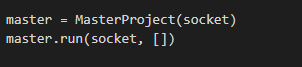 master = MasterProject(socket)
master.run(socket, [])